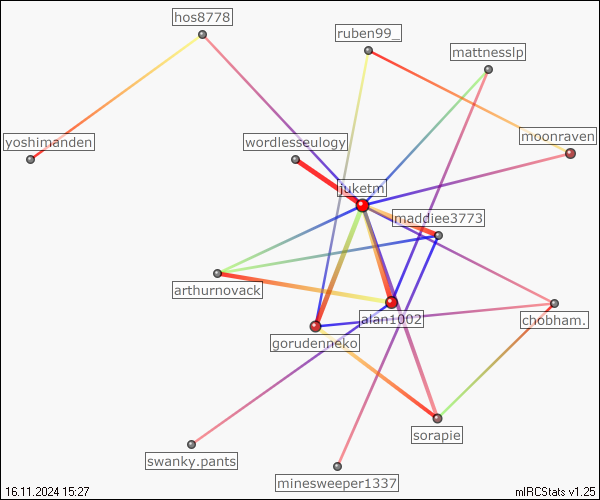 hos8778
ruben99_
mattnesslp
yoshimanden
wordlesseulogy
moonraven
juketm
maddiee3773
arthurnovack
alan1002
chobham.
gorudenneko
sorapie
swanky.pants
minesweeper1337
16.11.2024 15:27
mIRCStats v1.25